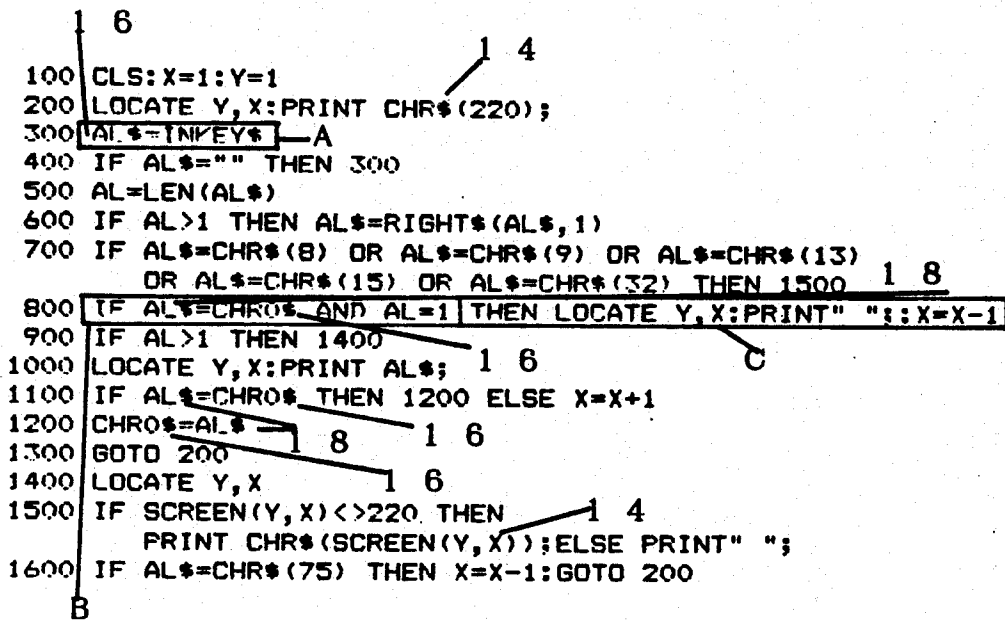 1 6
1 4
100 CLS:X=1:Y=1
200 LOCATE Y,X:PRINT CHR$(220);
300 AL$=INKEY$ A
400 IF AL$="" THEN 300
500 AL=LEN(AL$)
600 IF AL>1 THEN AL$=RIGHT$(AL$,1)
700 IF AL$=CHR$(8) OR AL$=CHR$(9) OR AL$=CHR$(13)
OR AL$=CHR$(15) OR AL$=CHR$(32) THEN 1500 1 8
800 IF AL$=CHRO$ AND AL=1 THEN LOCATE Y,X:PRINT" ";:X=X-1
900 IF AL>1 THEN 1400 C
1000 LOCATE Y,X:PRINT AL$; 1 6
1100 IF AL$=CHRO$ THEN 1200 ELSE X=X+1
1200 CHRO$=AL$ 1 8 1 6
1300 GOTO 200
1400 LOCATE Y,X 1 6
1500 IF SCREEN(Y,X)<>220 THEN 1 4
PRINT CHR$(SCREEN(Y,X));ELSE PRINT" ";
1600 IF AL$=CHR$(75) THEN X=X-1:GOTO 200
B